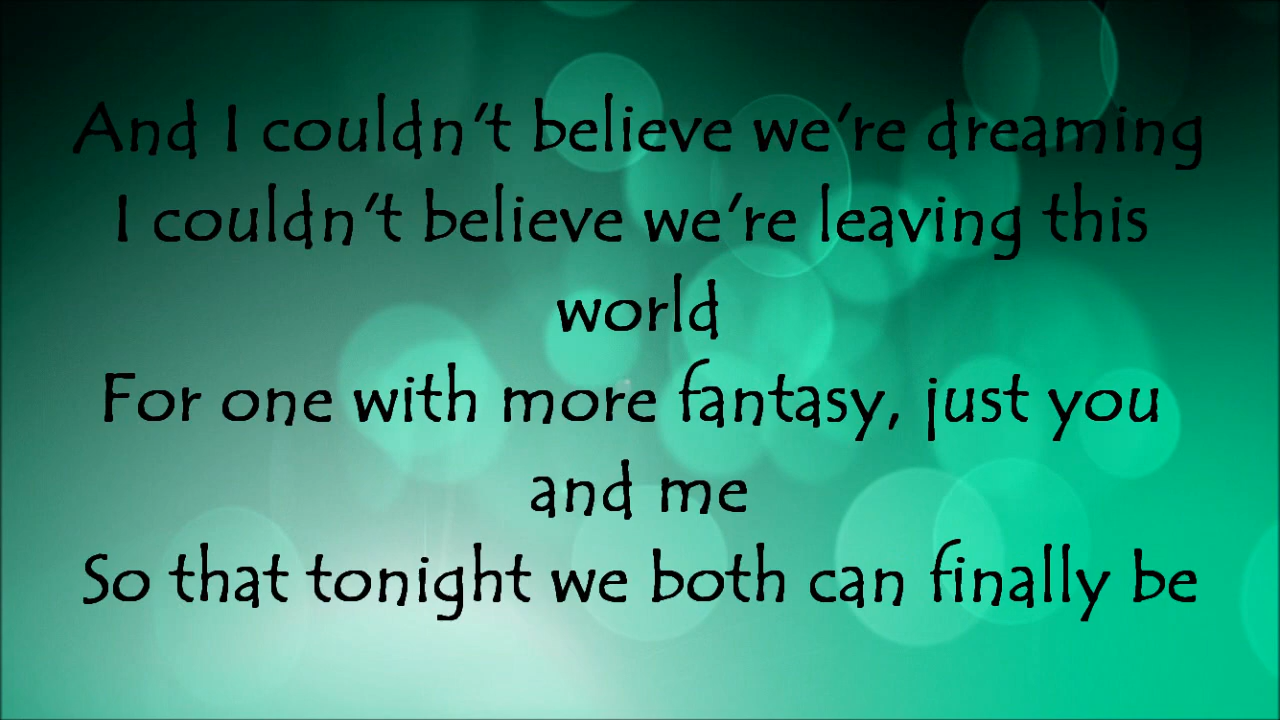 And I couldn't believe we're dreaming
I couldn't believe we're leaving this
world
For one with more fantasy, just you
and me
So that tonight we both can finally be